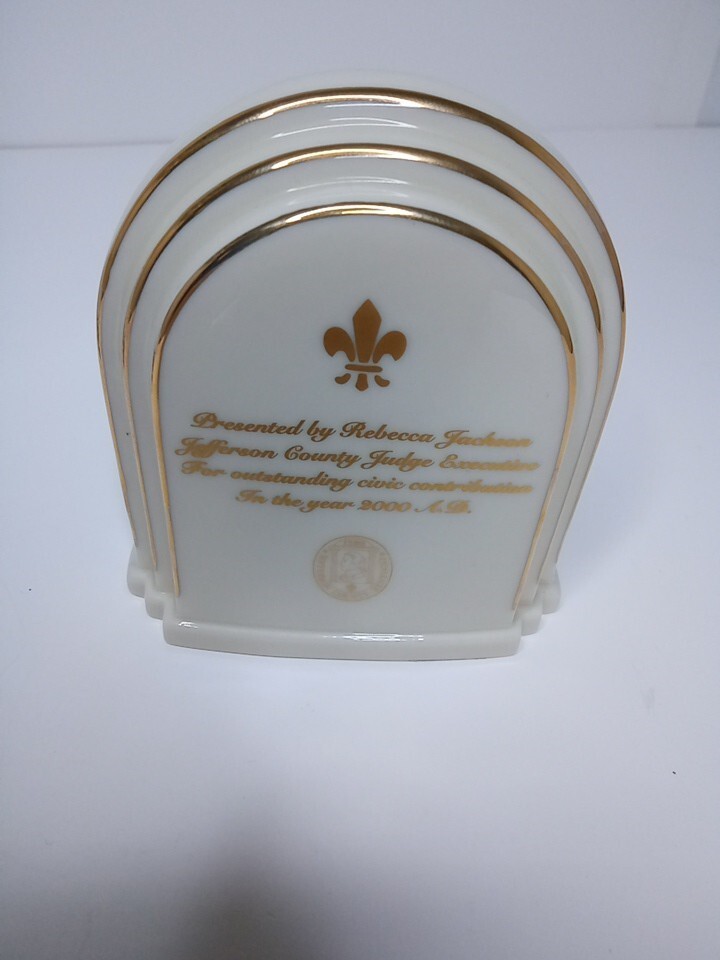 Presented by Rebecca Jackson
Jefferson County Judge Executive
For outstanding civic contribution
In the year 2000 A.D.